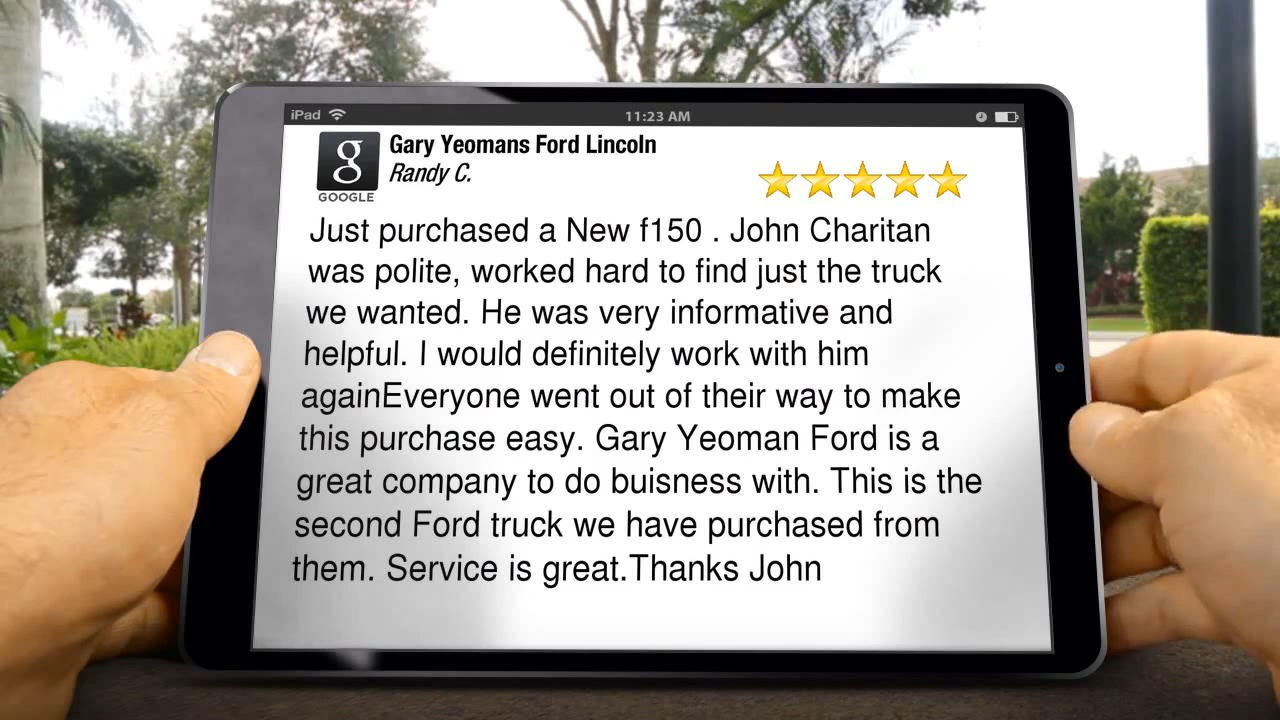 iPad 11:23 AM
g
GOOGLE
Gary Yeomans Ford Lincoln
Randy C.
Just purchased a New f150 . John Charitan
was polite, worked hard to find just the truck
we wanted. He was very informative and
helpful. I would definitely work with him
againEveryone went out of their way to make
this purchase easy. Gary Yeoman Ford is a
great company to do buisness with. This is the
second Ford truck we have purchased from
them. Service is great.Thanks John